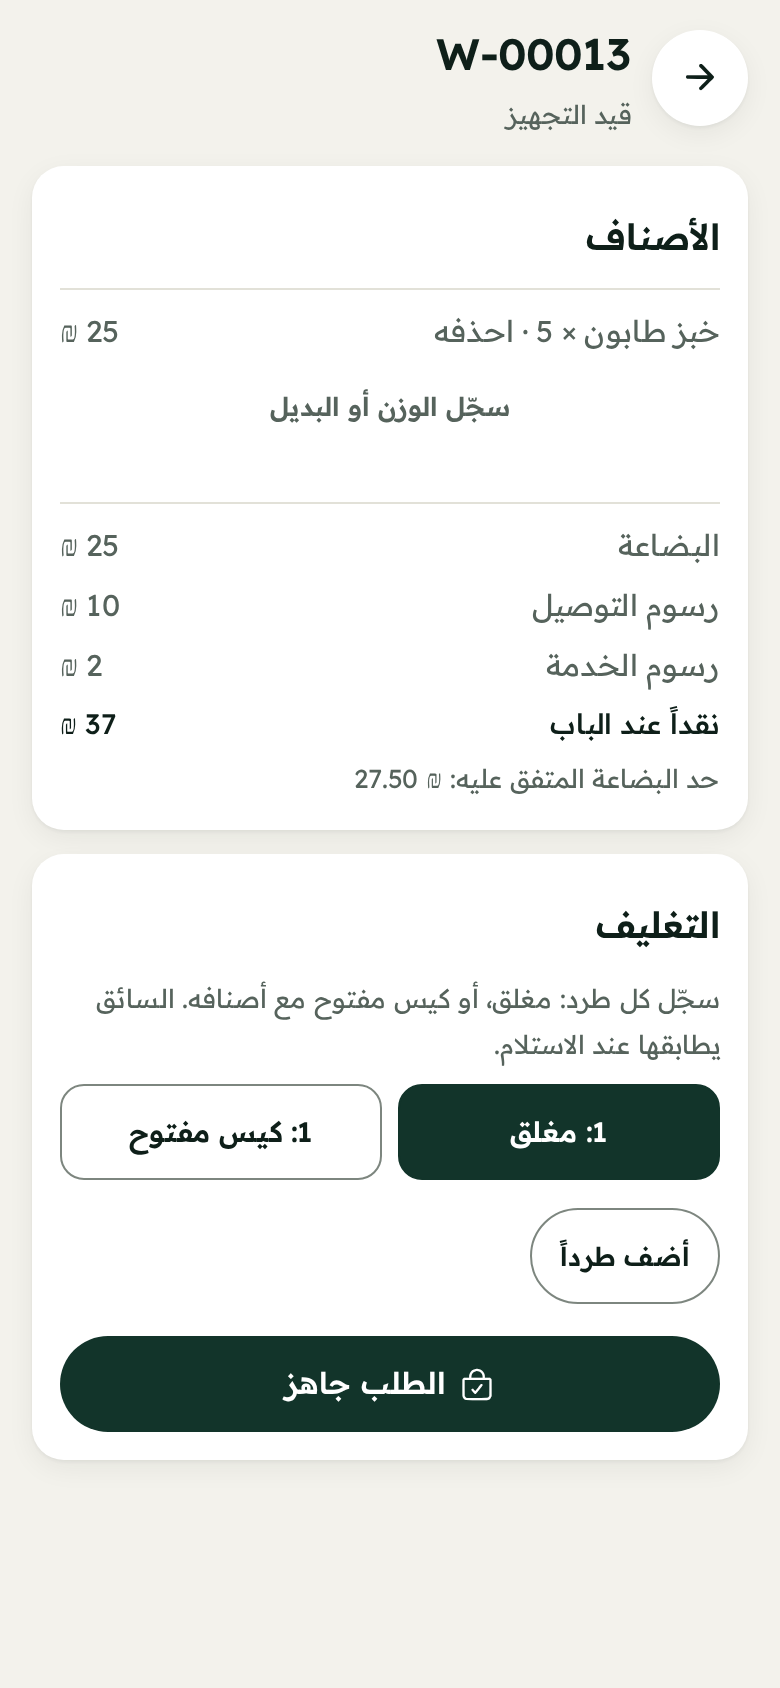 W-00013
قيد التجهيز
الأصناف
خبز طابون × 5 · احذفه 25 ₪
سجّل الوزن أو البديل
البضاعة 25 ₪
رسوم التوصيل 10 ₪
رسوم الخدمة 2 ₪
نقداً عند الباب 37 ₪
حد البضاعة المتفق عليه: ₪ 27.50
التغليف
سجّل كل طرد: مغلق، أو كيس مفتوح مع أصنافه. السائق
يطابقها عند الاستلام.
1: مغلق
1: كيس مفتوح
أضف طرداً
الطلب جاهز